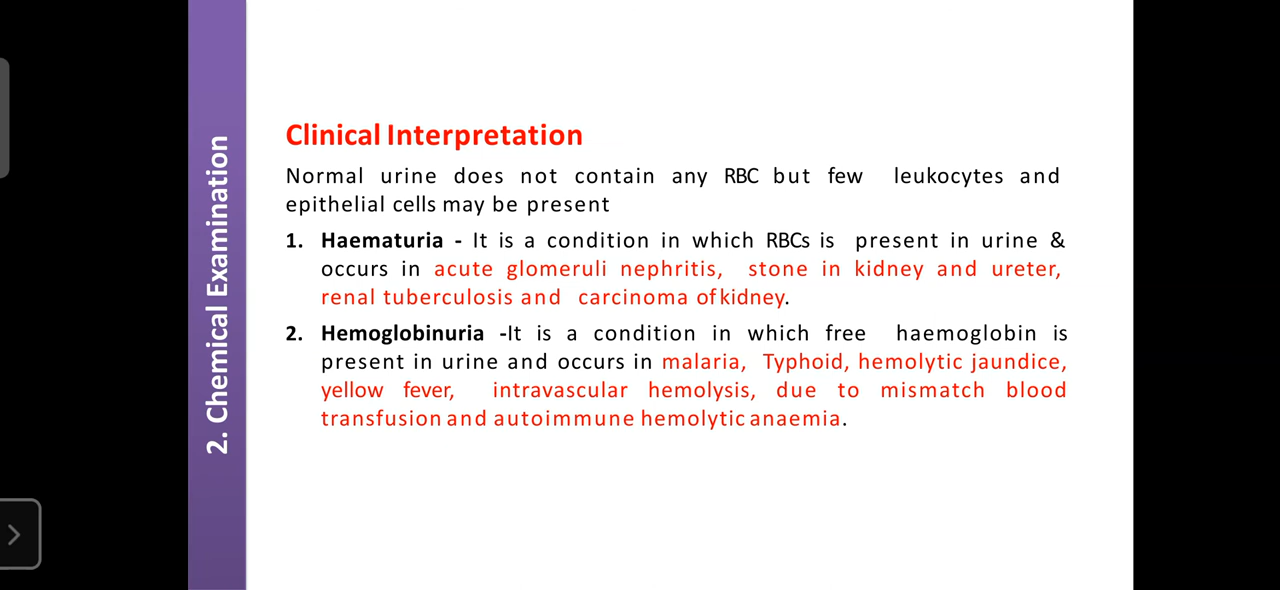 2. Chemical Examination
Clinical Interpretation
Normal urine does not contain any RBC but few leukocytes and
epithelial cells may be present
1. Haematuria - It is a condition in which RBCs is present in urine &
occurs in acute glomeruli nephritis, stone in kidney and ureter,
renal tuberculosis and carcinoma of kidney.
2. Hemoglobinuria -It is a condition in which free haemoglobin is
present in urine and occurs in malaria, Typhoid, hemolytic jaundice,
yellow fever, intravascular hemolysis, due to mismatch blood
transfusion and autoimmune hemolytic anaemia.